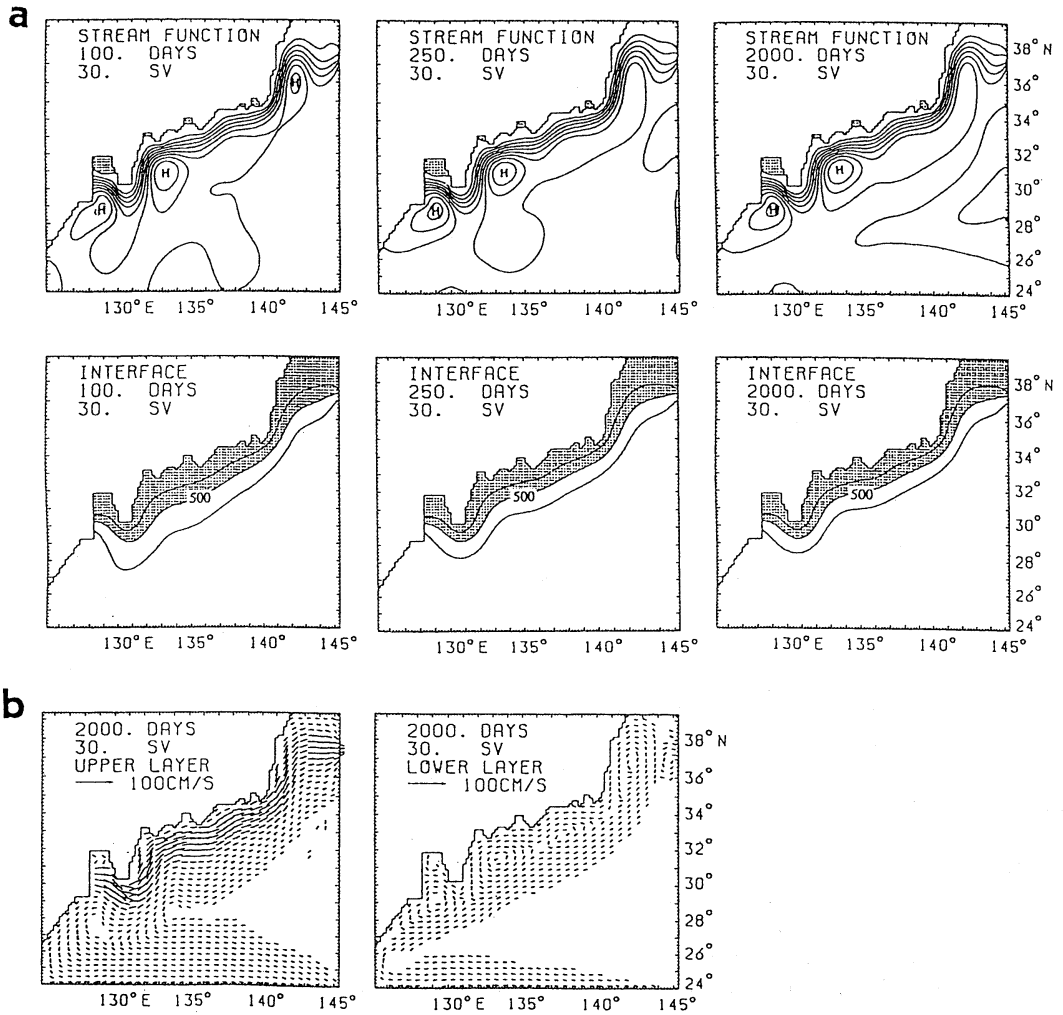 a
STREAM FUNCTION
100. DAYS
30. SV
H
H
H
130°E 135° 140° 145°
STREAM FUNCTION
250. DAYS
30. SV
H
H
130°E 135° 140° 145°
STREAM FUNCTION
2000. DAYS
30. SV
H
H
38°N
36°
34°
32°
30°
28°
26°
24°
130°E 135° 140° 145°
INTERFACE
100. DAYS
30. SV
500
130°E 135° 140° 145°
INTERFACE
250. DAYS
30. SV
500
130°E 135° 140° 145°
INTERFACE
2000. DAYS
30. SV
500
38°N
36°
34°
32°
30°
28°
26°
24°
130°E 135° 140° 145°
b
2000. DAYS
30. SV
UPPER LAYER
100CM/S
130°E 135° 140° 145°
2000. DAYS
30. SV
LOWER LAYER
100CM/S
38°N
36°
34°
32°
30°
28°
26°
24°
130°E 135° 140° 145°